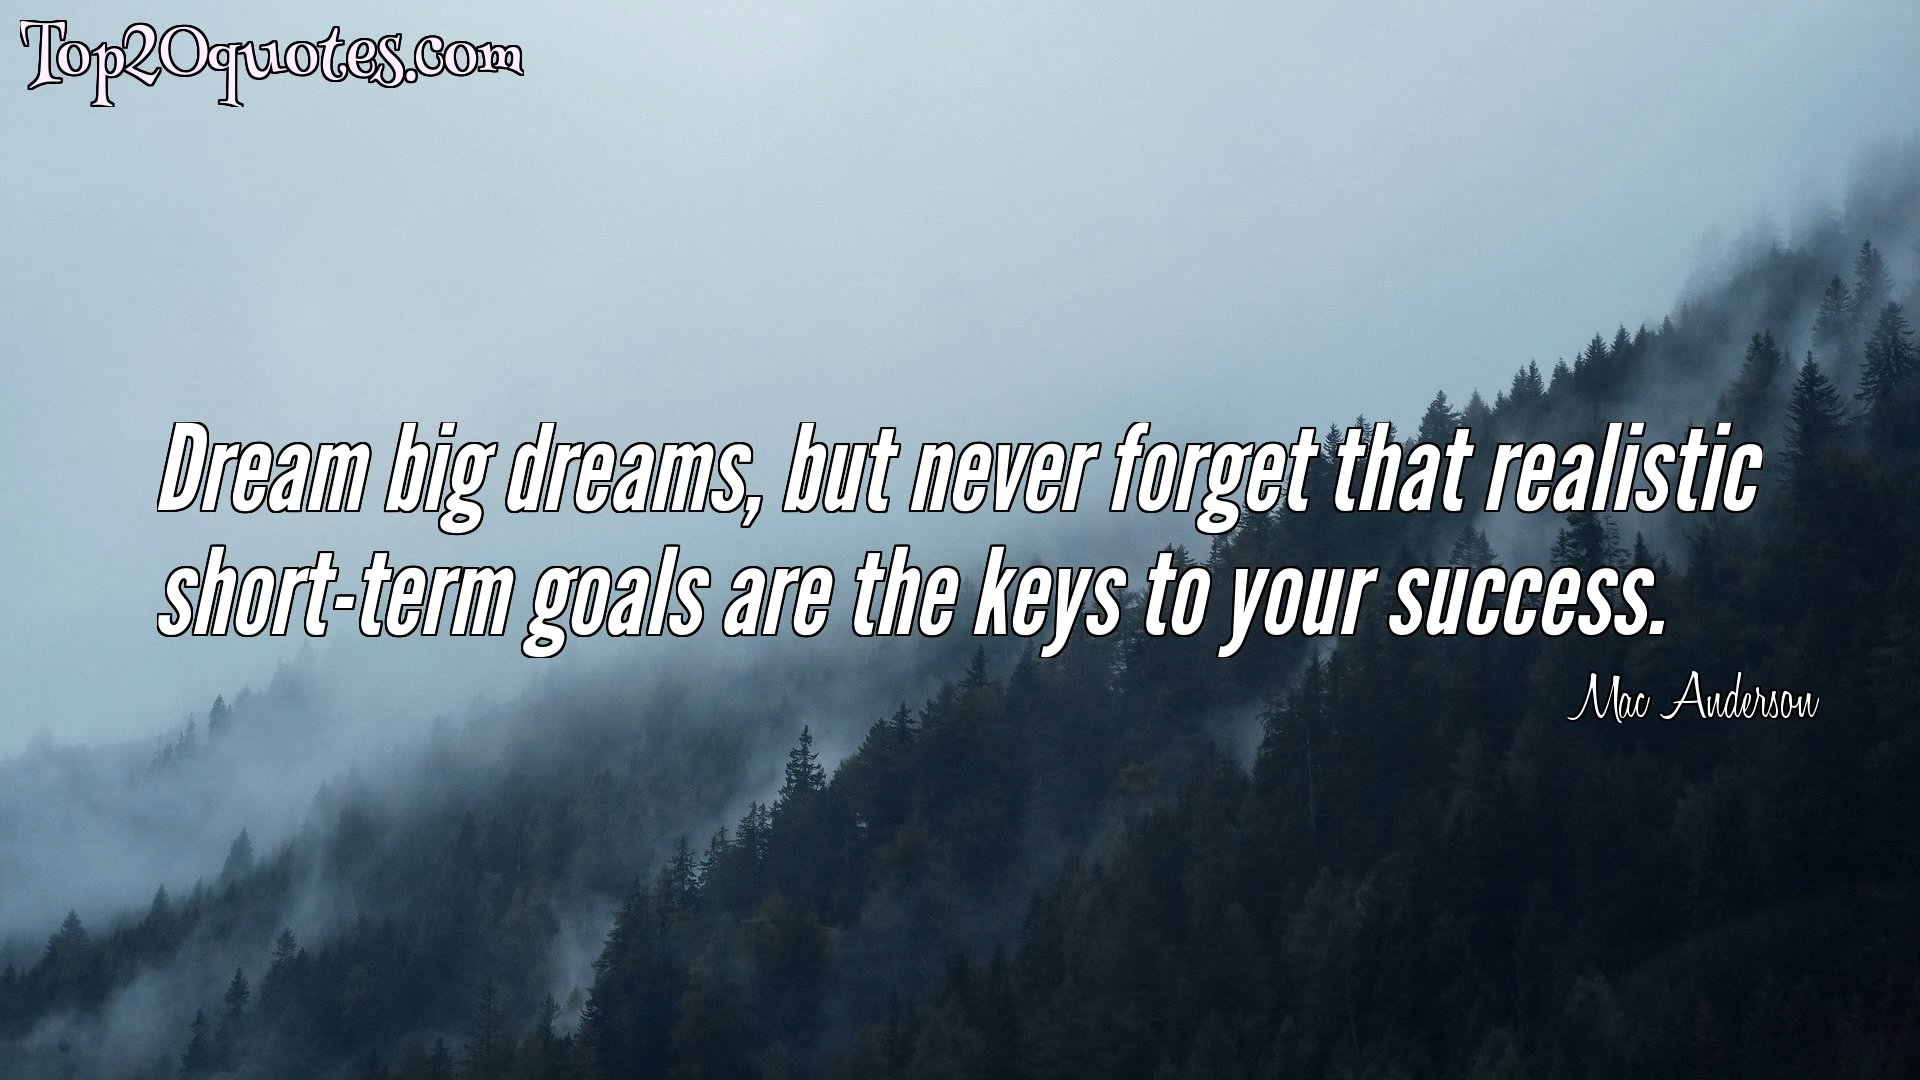 Top20quotes.com
Dream big dreams, but never forget that realistic
short-term goals are the keys to your success.
Mac Anderson